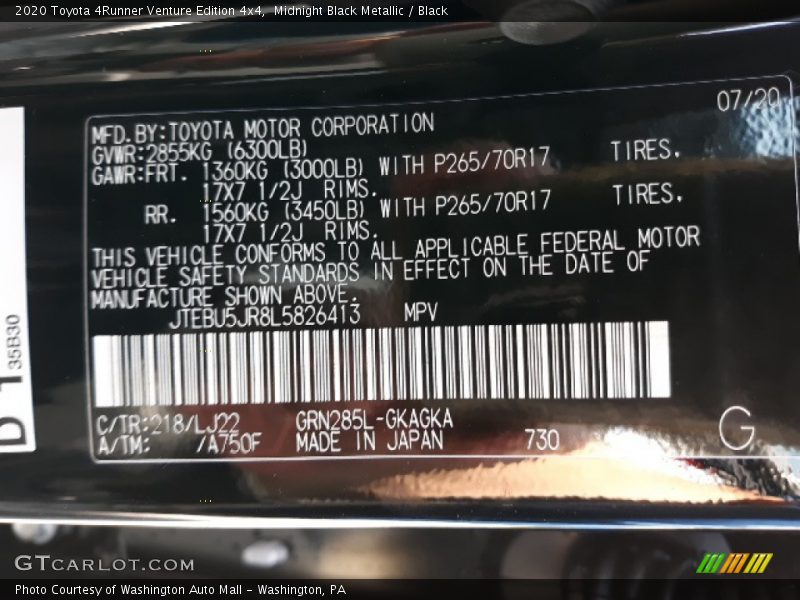 2020 Toyota 4Runner Venture Edition 4x4, Midnight Black Metallic / Black
07/20
MFD.BY:TOYOTA MOTOR CORPORATION
GVWR:2855KG (6300LB)
GAWR:FRT. 1360KG (3000LB) WITH P265/70R17 TIRES.
17X7 1/2J RIMS.
RR. 1560KG (3450LB) WITH P265/70R17 TIRES.
17X7 1/2J RIMS.
THIS VEHICLE CONFORMS TO ALL APPLICABLE FEDERAL MOTOR
VEHICLE SAFETY STANDARDS IN EFFECT ON THE DATE OF
MANUFACTURE SHOWN ABOVE.
JTEBU5JR8L5826413 MPV
C/TR:218/LJ22 GRN285L-GKAGKA
A/TM: /A750F MADE IN JAPAN 730
G
D 1
35B30
GTCARLOT.COM
Photo Courtesy of Washington Auto Mall - Washington, PA